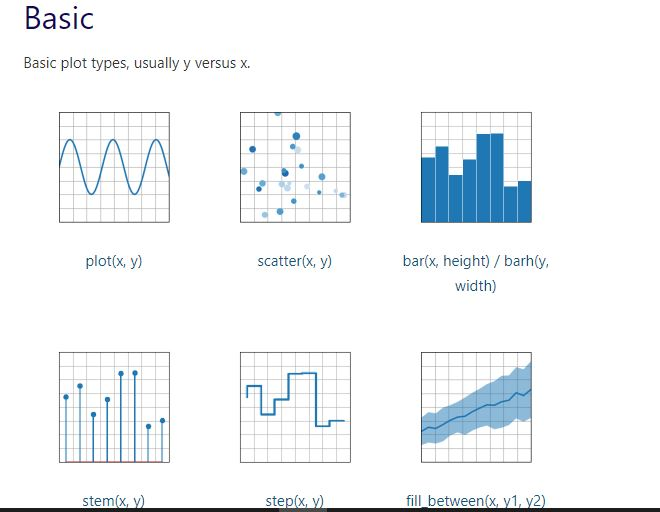 Basic
Basic plot types, usually y versus x.
plot(x, y)
scatter(x, y)
bar(x, height) / barh(y,
width)
stem(x, y)
step(x, y)
fill_between(x, y1, y2)